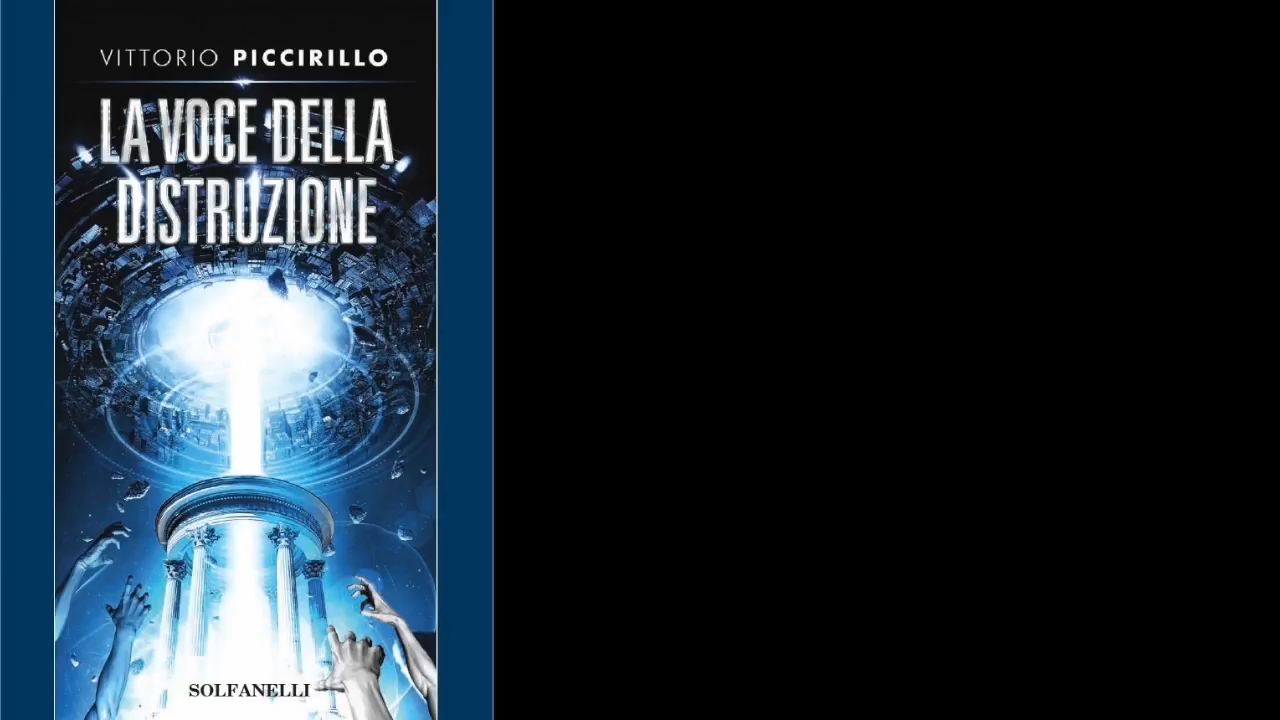 VITTORIO PICCIRILLO
LA VOCE DELLA
DISTRUZIONE
SOLFANELLI